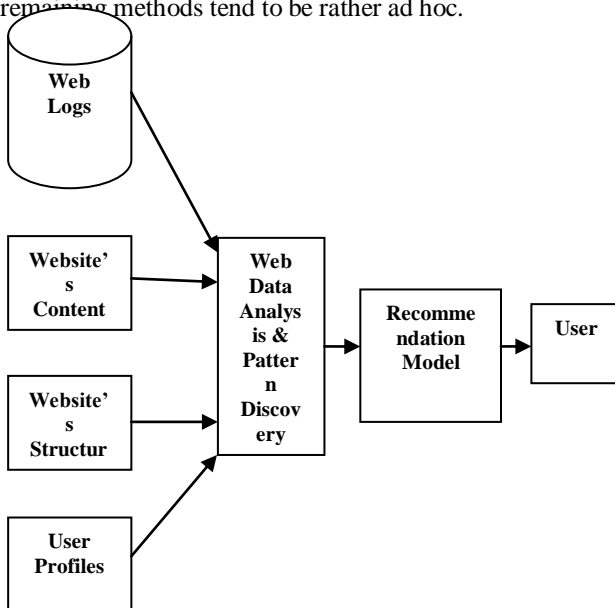 remaining methods tend to be rather ad hoc.
Web
Logs
Website’
s
Content
Website’
s
Structur
User
Profiles
Web
Data
Analys
is &
Patter
n
Discov
ery
Recomme
ndation
Model
User